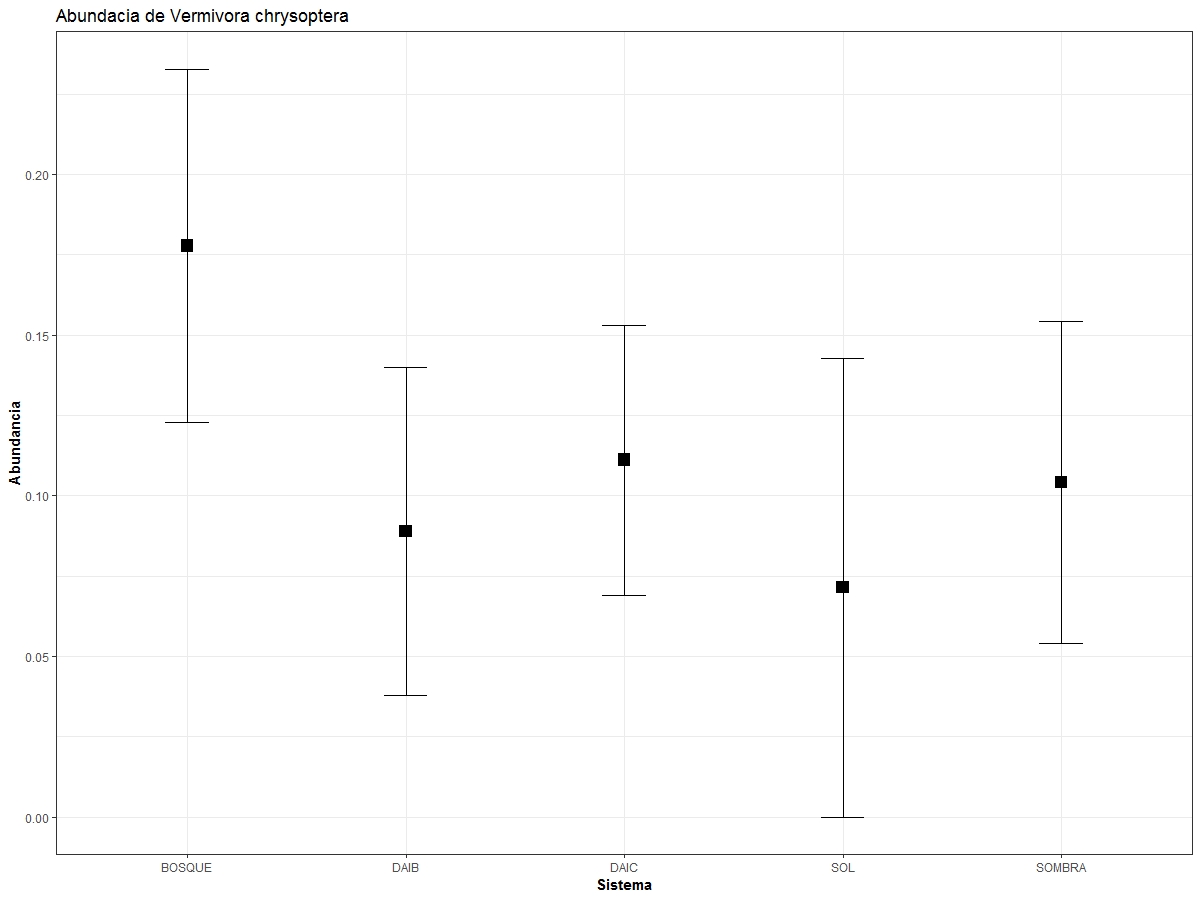 Abundacia de Vermivora chrysoptera
Abundancia
0.20
0.15
0.10
0.05
0.00
BOSQUE DAIB DAIC SOL SOMBRA
Sistema